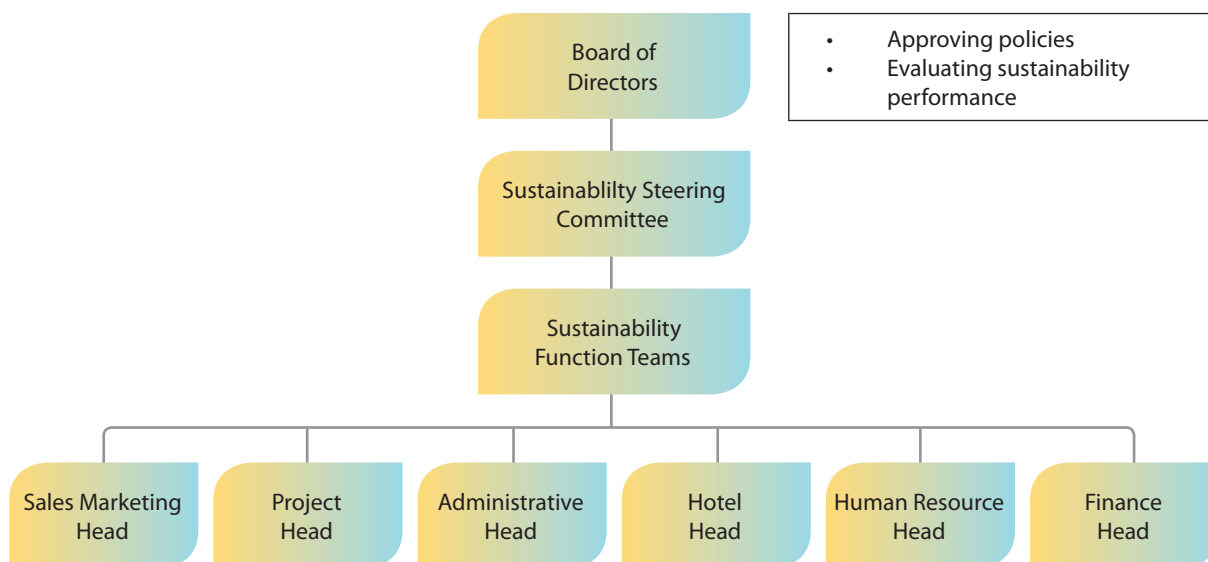 Board of
Directors
• Approving policies
• Evaluating sustainability
performance
Sustainablilty Steering
Committee
Sustainability
Function Teams
Sales Marketing
Head
Project
Head
Administrative
Head
Hotel
Head
Human Resource
Head
Finance
Head